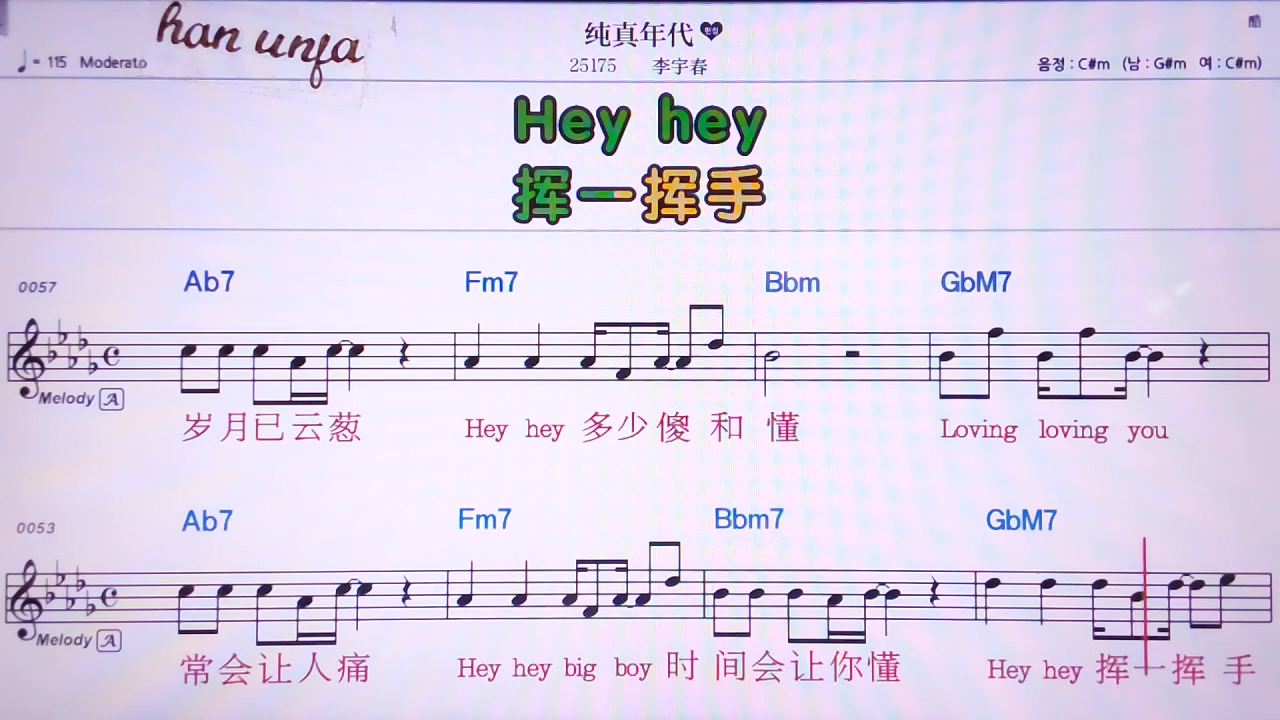 han unfa
纯真年代
♩= 115 Moderato
25175 李宇春
음정 : C#m (남 : G#m 여 : C#m)
Hey hey
挥一挥手
0057
Ab7 Fm7 Bbm GbM7
Melody A
岁月已云葱 Hey hey 多少傻和懂 Loving loving you
0053
Ab7 Fm7 Bbm7 GbM7
Melody A
常会让人痛 Hey hey big boy 时间会让你懂 Hey hey 挥一挥手